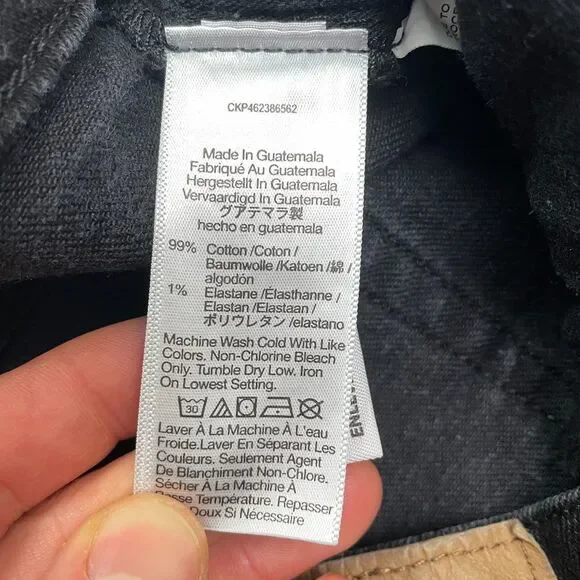 CKP462386562
Made In Guatemala
Fabriqué Au Guatemala
Hergestellt In Guatemala
Vervaardigd In Guatemala
グアテマラ製
hecho en guatemala
99% Cotton /Coton/
Baumwolle /Katoen /綿/
algodón
1% Elastane /Élasthanne /
Elastan /Elastaan/
ポリウレタン /elastano
Machine Wash Cold With Like
Colors. Non-Chlorine Bleach
Only. Tumble Dry Low. Iron
On Lowest Setting.
30
Laver À La Machine À L'eau
Froide.Laver En Séparant Les
Couleurs. Seulement Agent
De Blanchiment Non-Chlore.
Sécher À La Machine À
Basse Température. Repasser
Doux Si Nécessaire